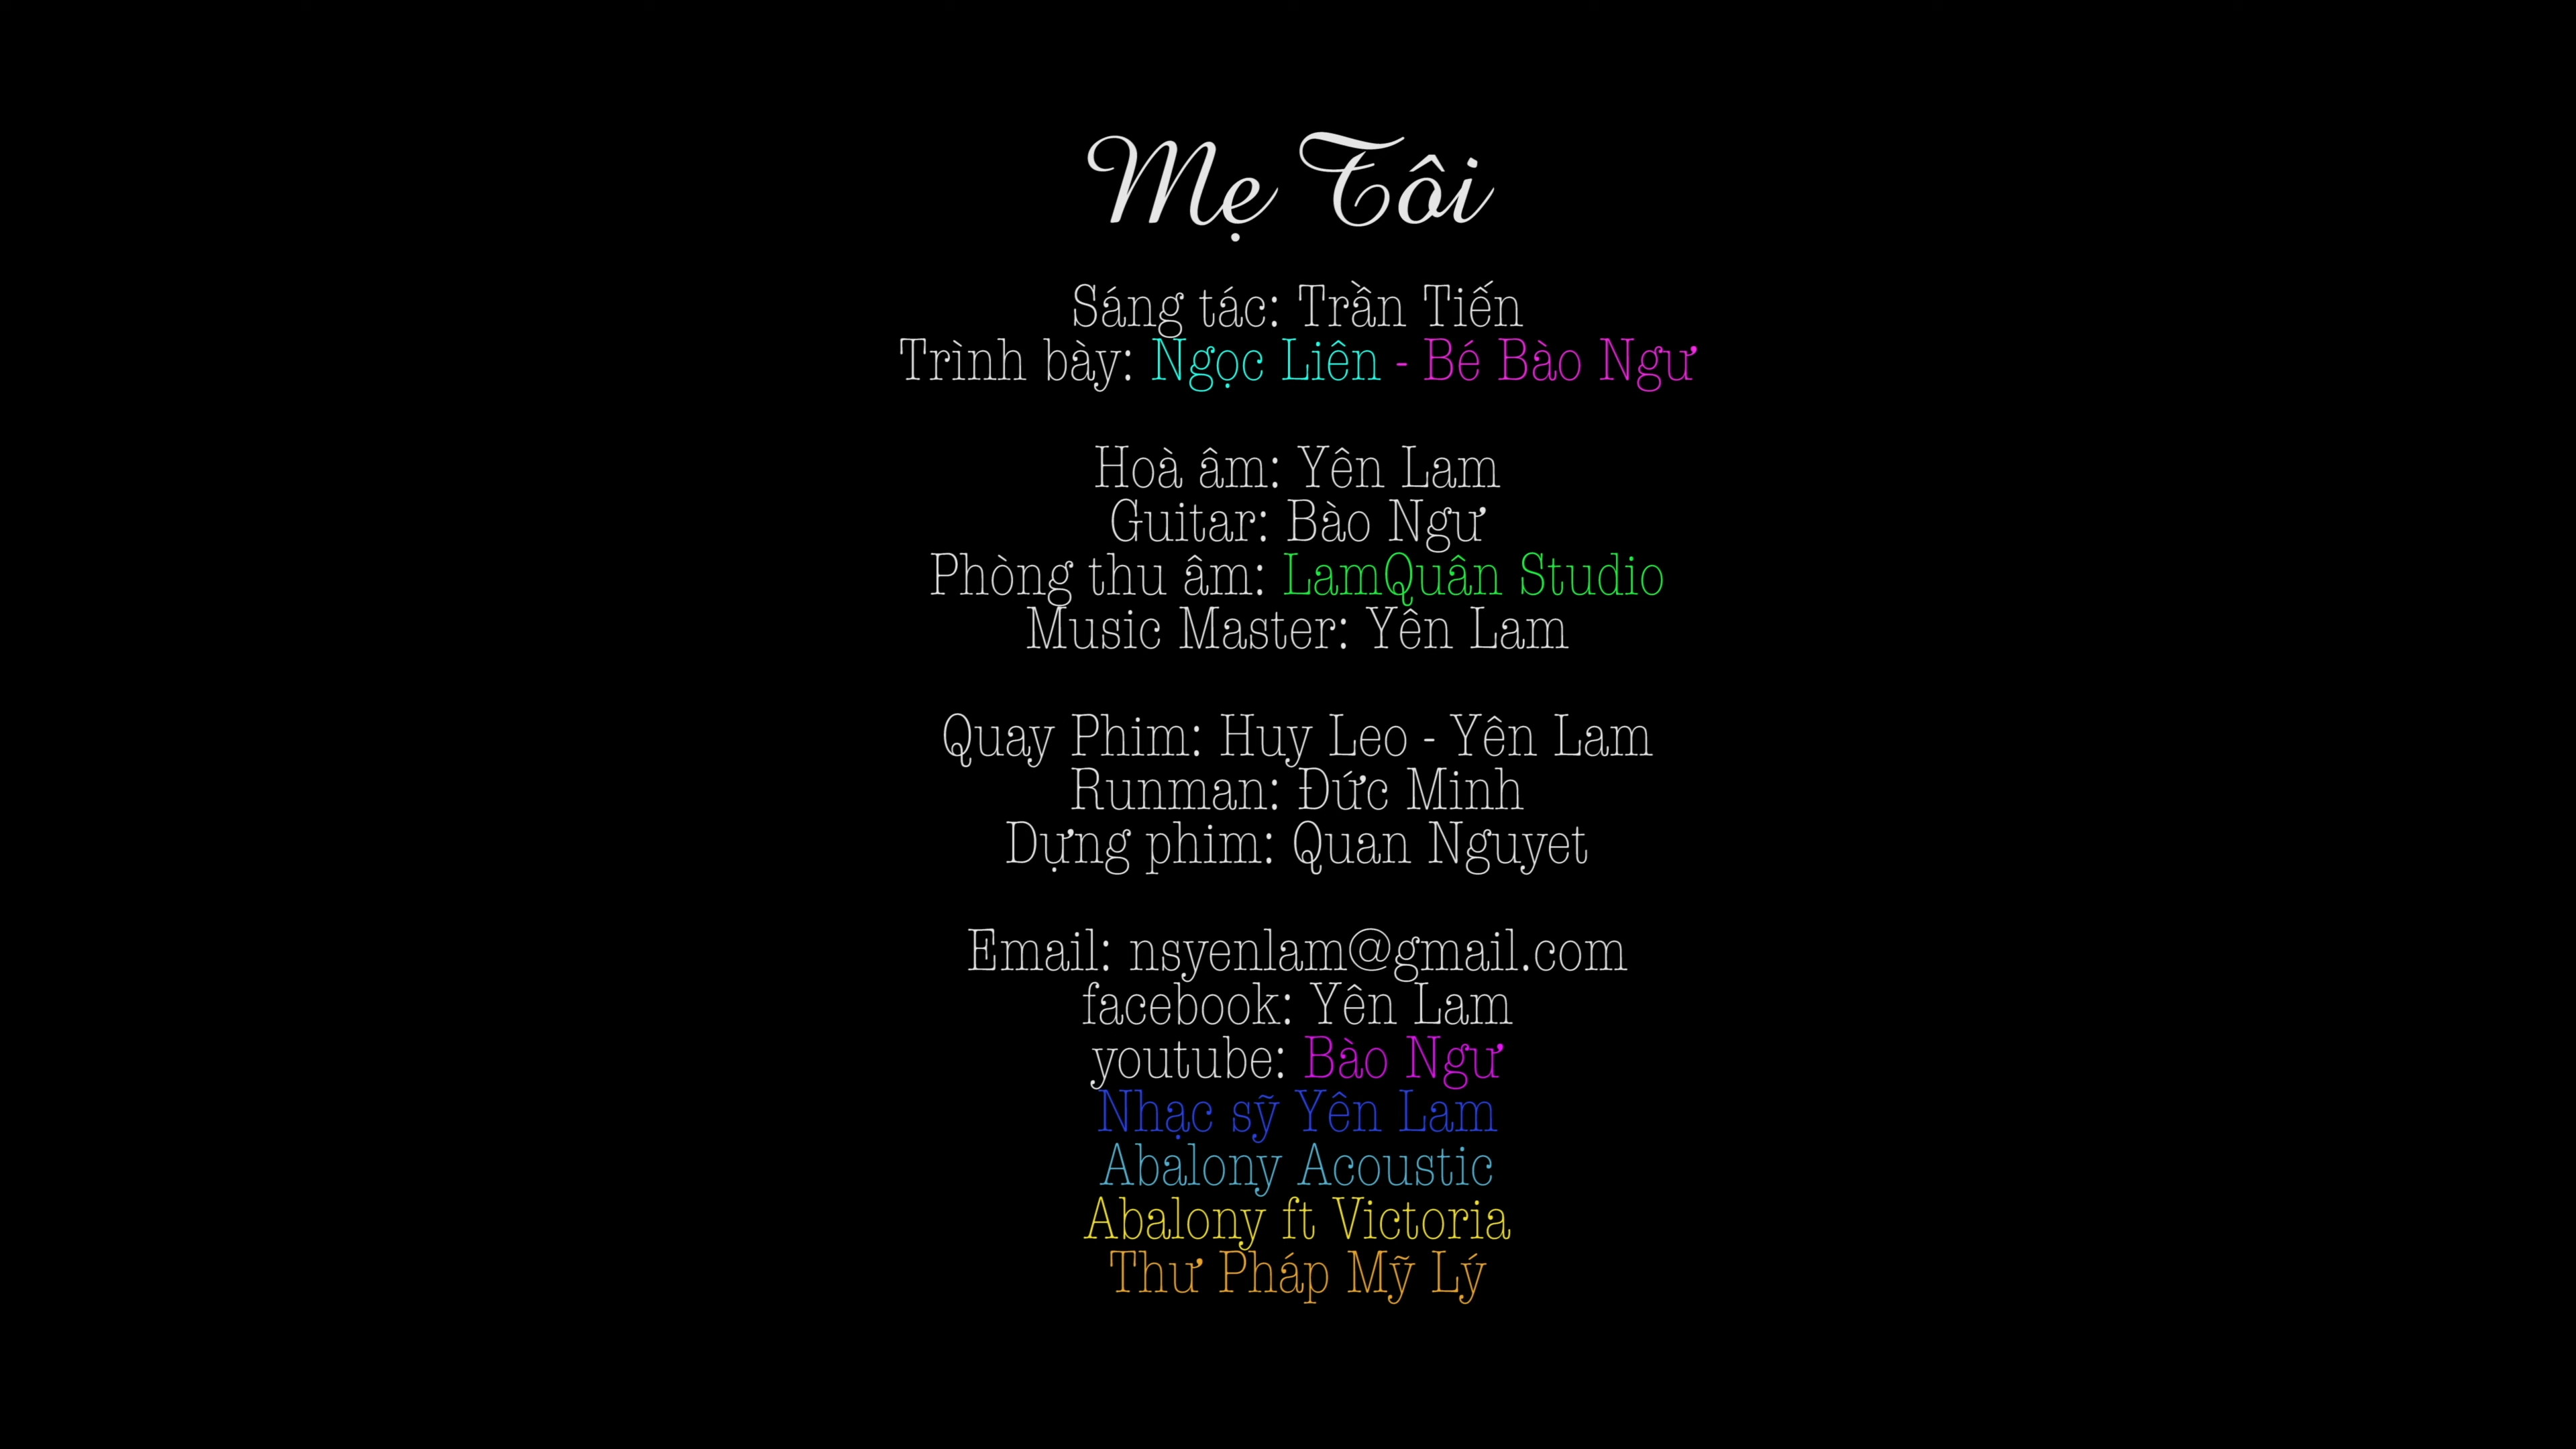 Mẹ Tôi
Sáng tác: Trần Tiến
Trình bày: Ngọc Liên - Bé Bào Ngư
Hoà âm: Yên Lam
Guitar: Bào Ngư
Phòng thu âm: LamQuân Studio
Music Master: Yên Lam
Quay Phim: Huy Leo - Yên Lam
Runman: Đức Minh
Dựng phim: Quan Nguyet
Email: nsyenlam@gmail.com
facebook: Yên Lam
youtube: Bào Ngư
Nhạc sỹ Yên Lam
Abalony Acoustic
Abalony ft Victoria
Thư Pháp Mỹ Lý